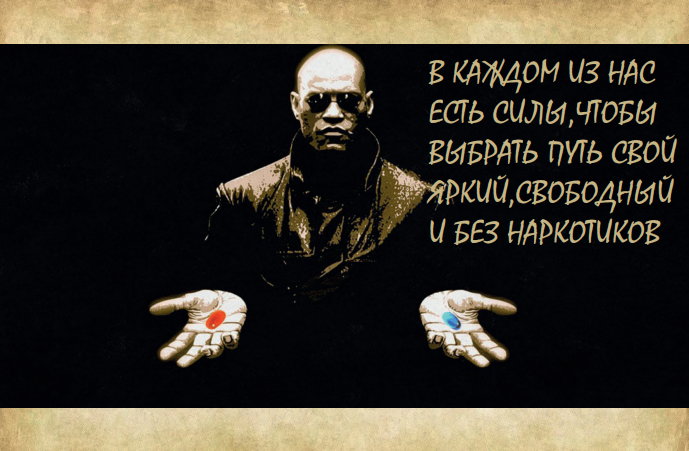 В КАЖДОМ ИЗ НАС
ЕСТЬ СИЛЫ,ЧТОБЫ
ВЫБРАТЬ ПУТЬ СВОЙ
ЯРКИЙ,СВОБОДНЫЙ
И БЕЗ НАРКОТИКОВ